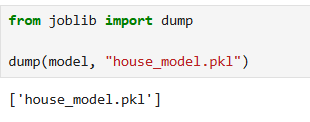 from joblib import dump
dump(model, "house_model.pkl")
['house_model.pkl']